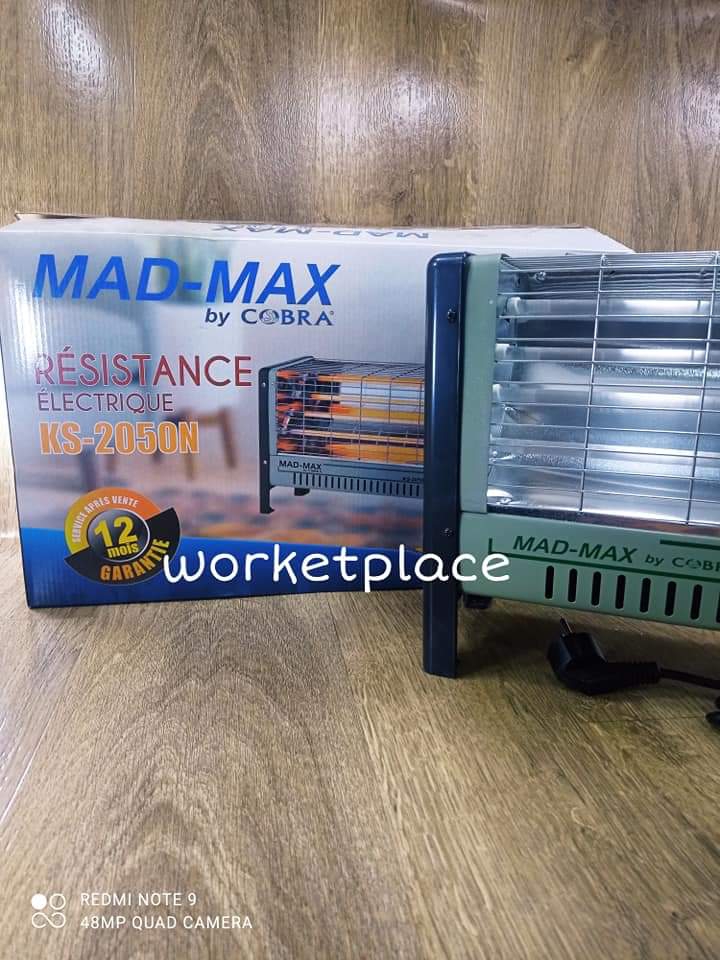 MAD-MAX
MAD-MAX
by COBRA®
RÉSISTANCE
ÉLECTRIQUE
KS-2050N
MAD-MAX
SERVICE APRÈS VENTE
12
mois
GARANTIE
worketplace
MAD-MAX by COBR
REDMI NOTE 9
48MP QUAD CAMERA